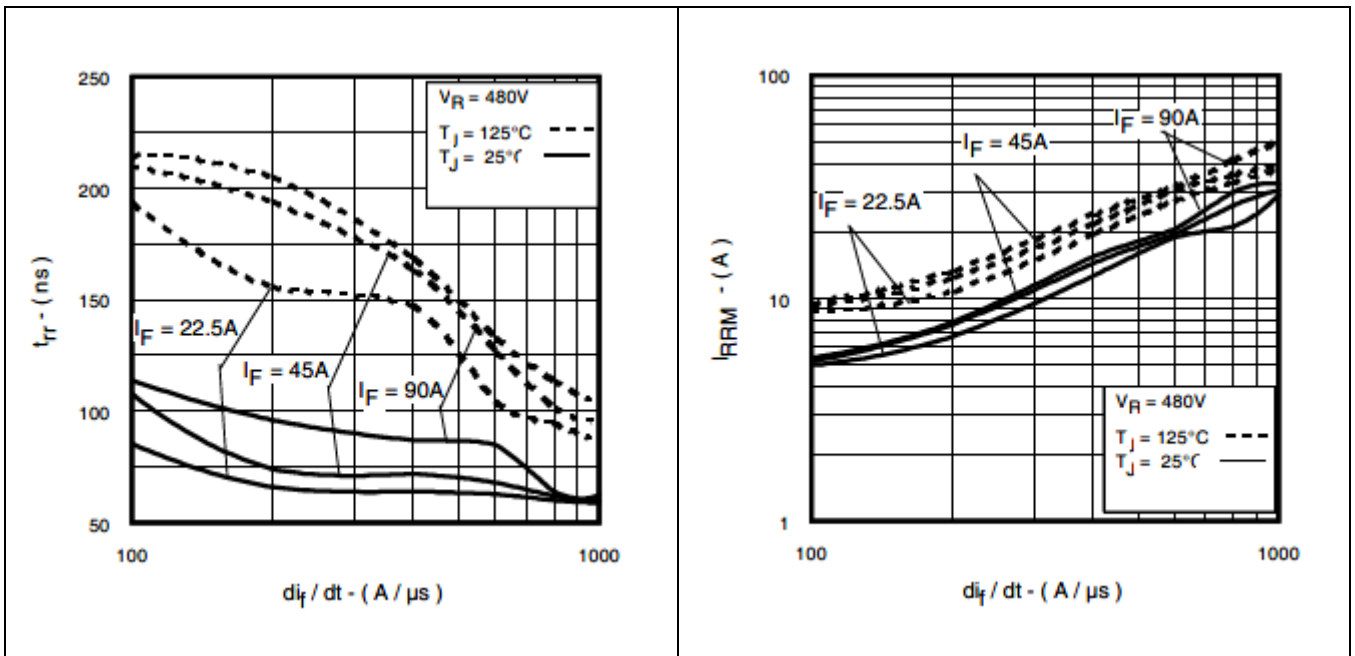 250
200
150
100
50
t_rr - ( ns )
V_R = 480V
T_J = 125°C
T_J = 25°C
I_F = 22.5A
I_F = 45A
I_F = 90A
100
1000
di_f / dt - ( A / µs )
100
10
1
I_RRM - ( A )
I_F = 90A
I_F = 45A
I_F = 22.5A
V_R = 480V
T_J = 125°C
T_J = 25°C
100
1000
di_f / dt - ( A / µs )